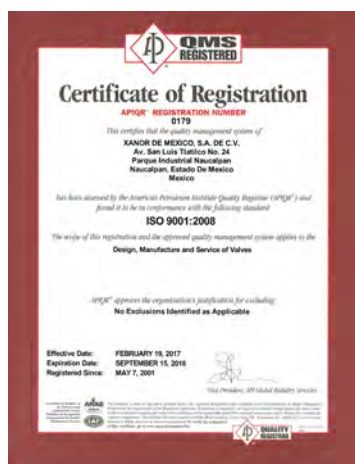 QMS
REGISTERED
Certificate of Registration
APIQR® REGISTRATION NUMBER
0179
This certifies that the quality management system of
XANOR DE MEXICO, S.A. DE C.V.
Av. San Luis Tlatilco No. 24
Parque Industrial Naucalpan
Naucalpan, Estado De Mexico
Mexico
has been assessed by the American Petroleum Institute Quality Registrar (APIQR®) and
found it to be in conformance with the following standard:
ISO 9001:2008
The scope of this registration and the approved quality management system applies to the
Design, Manufacture and Service of Valves
APIQR® approves the organization's justification for excluding:
No Exclusions Identified as Applicable
Effective Date: FEBRUARY 19, 2017
Expiration Date: SEPTEMBER 15, 2018
Registered Since: MAY 7, 2001
Vice President, API Global Industry Services
ANAB
IAF
QUALITY
REGISTRAR